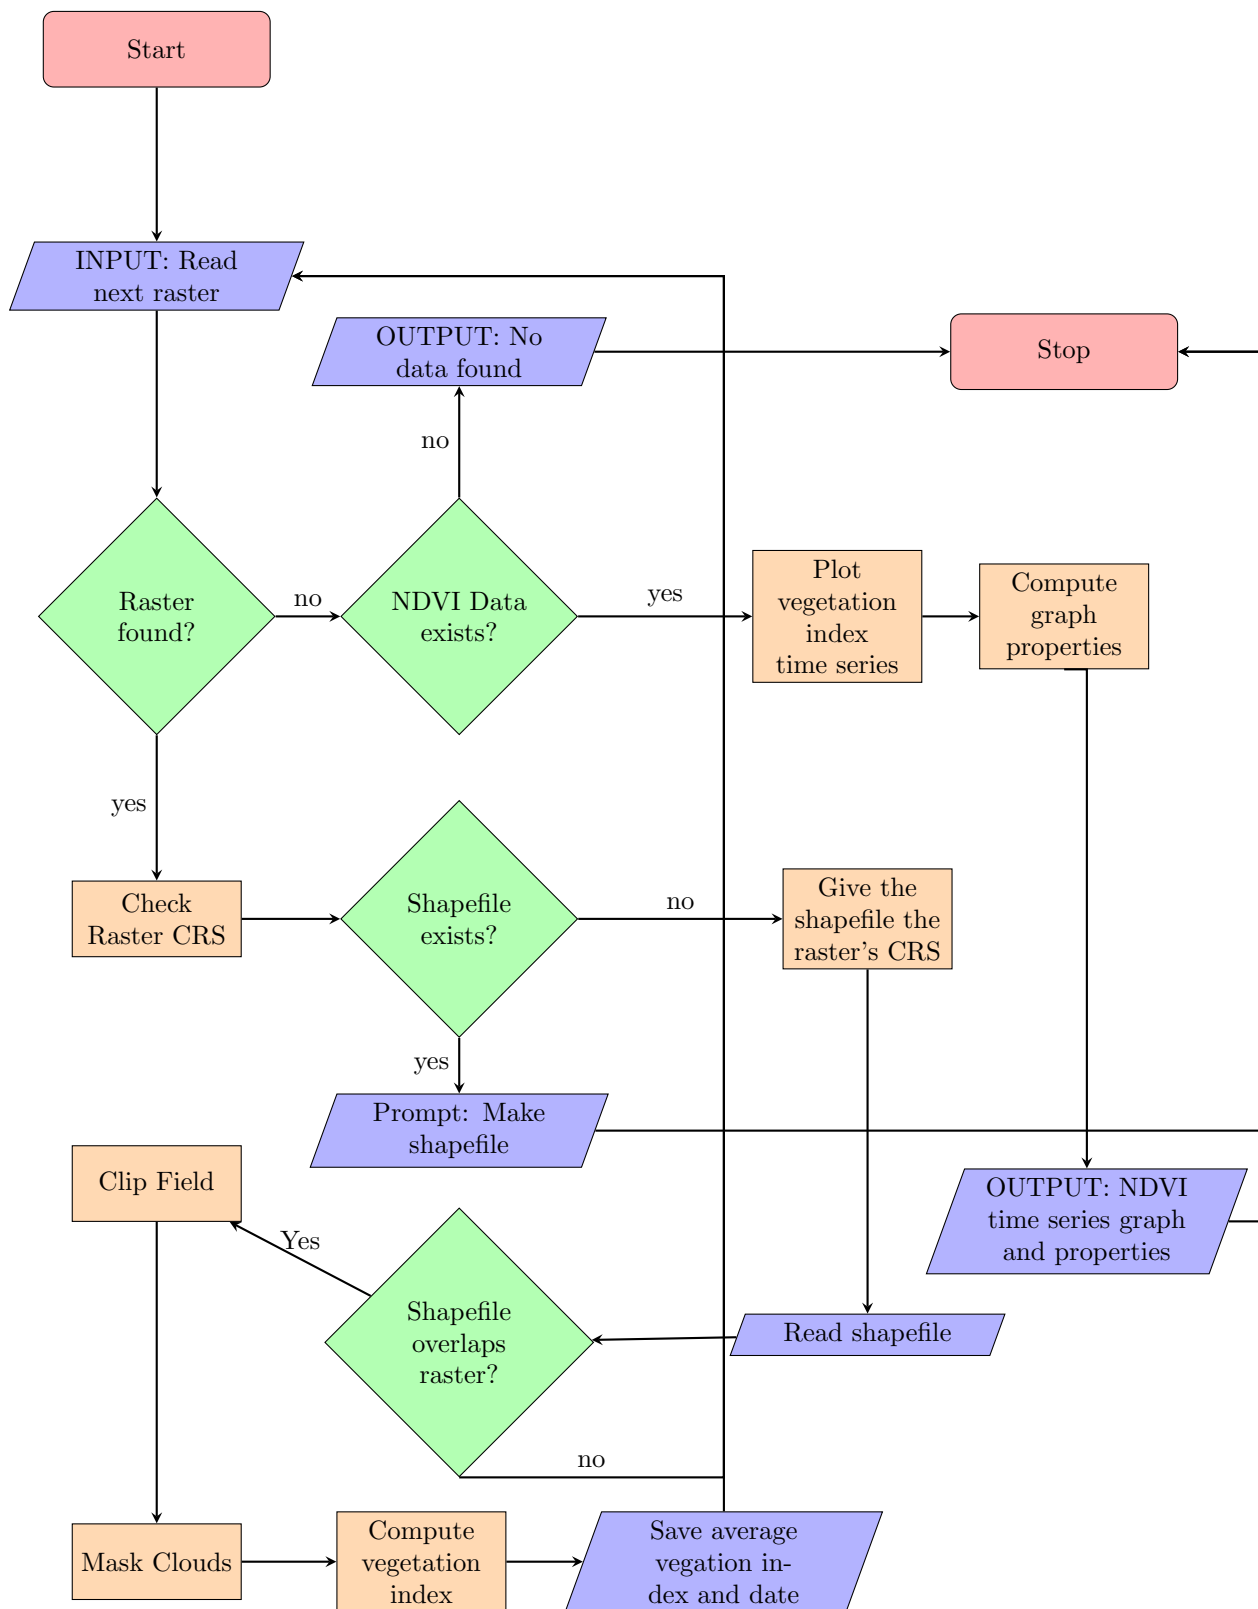 Start
INPUT: Read
next raster
OUTPUT: No
data found
Stop
no
Raster
found?
no
NDVI Data
exists?
yes
Plot
vegetation
index
time series
Compute
graph
properties
yes
Check
Raster CRS
Shapefile
exists?
no
Give the
shapefile the
raster's CRS
yes
Prompt: Make
shapefile
Clip Field
OUTPUT: NDVI
time series graph
and properties
Yes
Shapefile
overlaps
raster?
Read shapefile
no
Mask Clouds
Compute
vegetation
index
Save average
vegation in-
dex and date